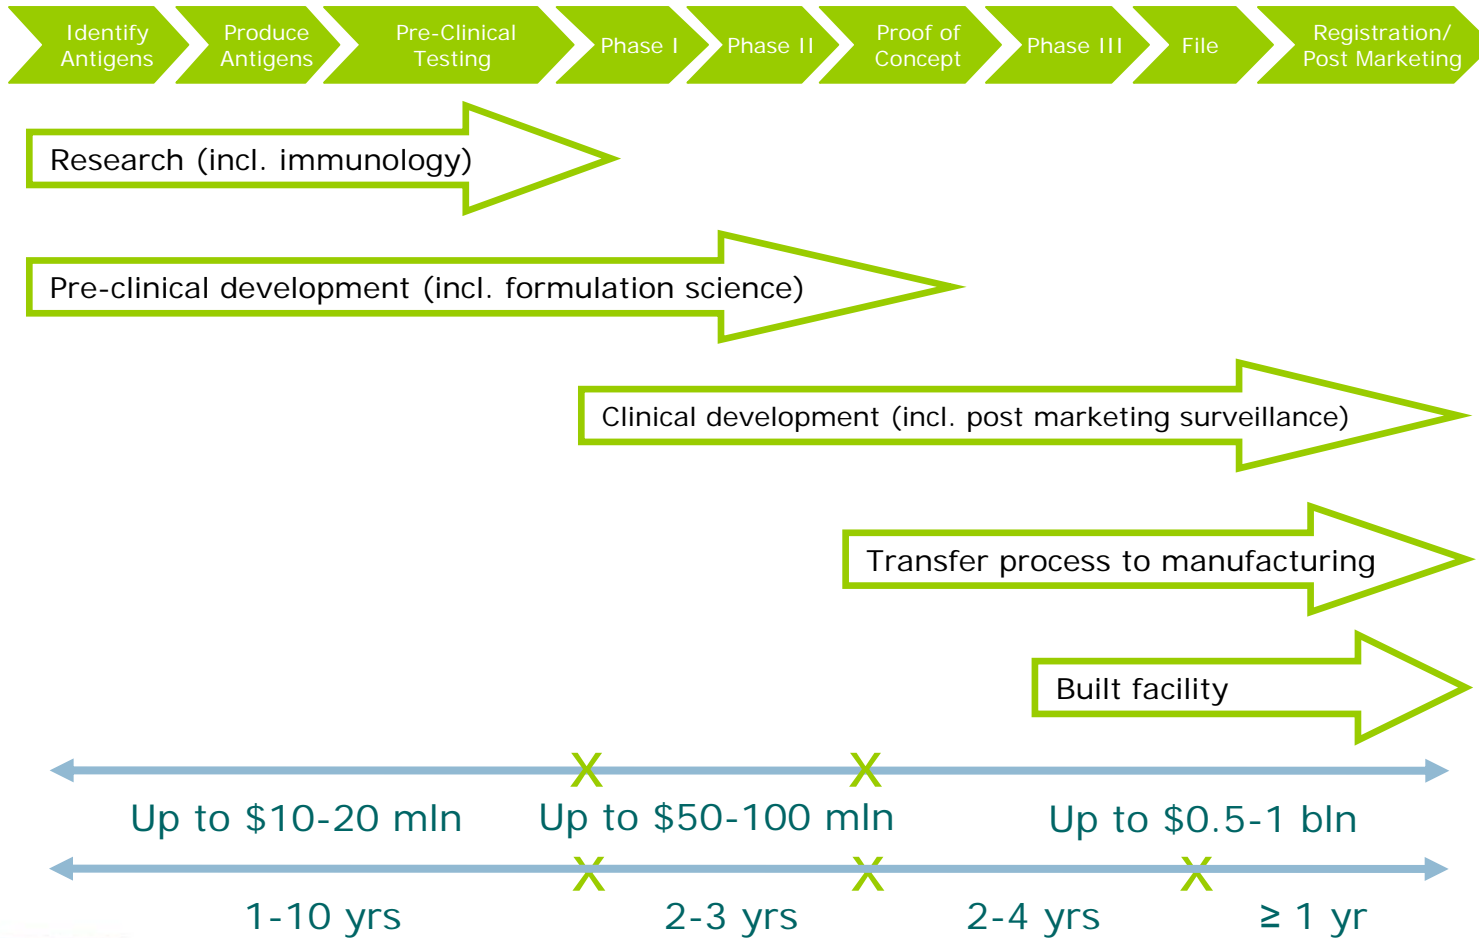 Identify
Antigens
Produce
Antigens
Pre-Clinical
Testing
Phase I
Phase II
Proof of
Concept
Phase III
File
Registration/
Post Marketing
Research (incl. immunology)
Pre-clinical development (incl. formulation science)
Clinical development (incl. post marketing surveillance)
Transfer process to manufacturing
Built facility
X X
Up to $10-20 mln
Up to $50-100 mln
Up to $0.5-1 bln
X X X
1-10 yrs
2-3 yrs
2-4 yrs
≥ 1 yr